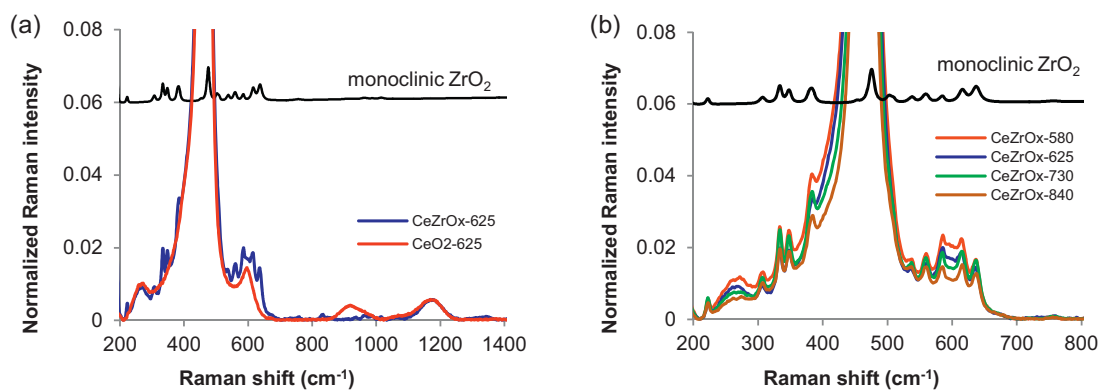 (a)
0.08
0.06
0.04
0.02
0
Normalized Raman intensity
monoclinic ZrO₂
CeZrOx-625
CeO2-625
200 400 600 800 1000 1200 1400
Raman shift (cm⁻¹)
(b)
0.08
0.06
0.04
0.02
0
Normalized Raman intensity
monoclinic ZrO₂
CeZrOx-580
CeZrOx-625
CeZrOx-730
CeZrOx-840
200 300 400 500 600 700 800
Raman shift (cm⁻¹)